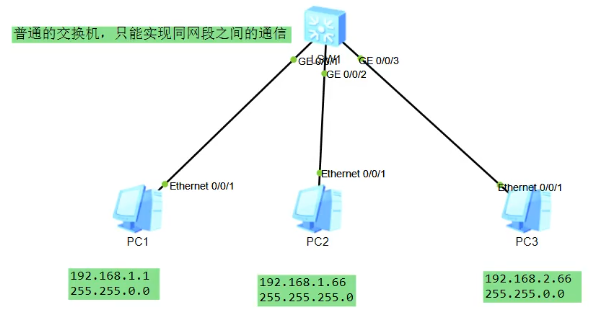 普通的交换机，只能实现同网段之间的通信
LSW1
GE 0/0/1
GE 0/0/3
GE 0/0/2
Ethernet 0/0/1
Ethernet 0/0/1
Ethernet 0/0/1
PC1
PC2
PC3
192.168.1.1
255.255.0.0
192.168.1.66
255.255.255.0
192.168.2.66
255.255.0.0